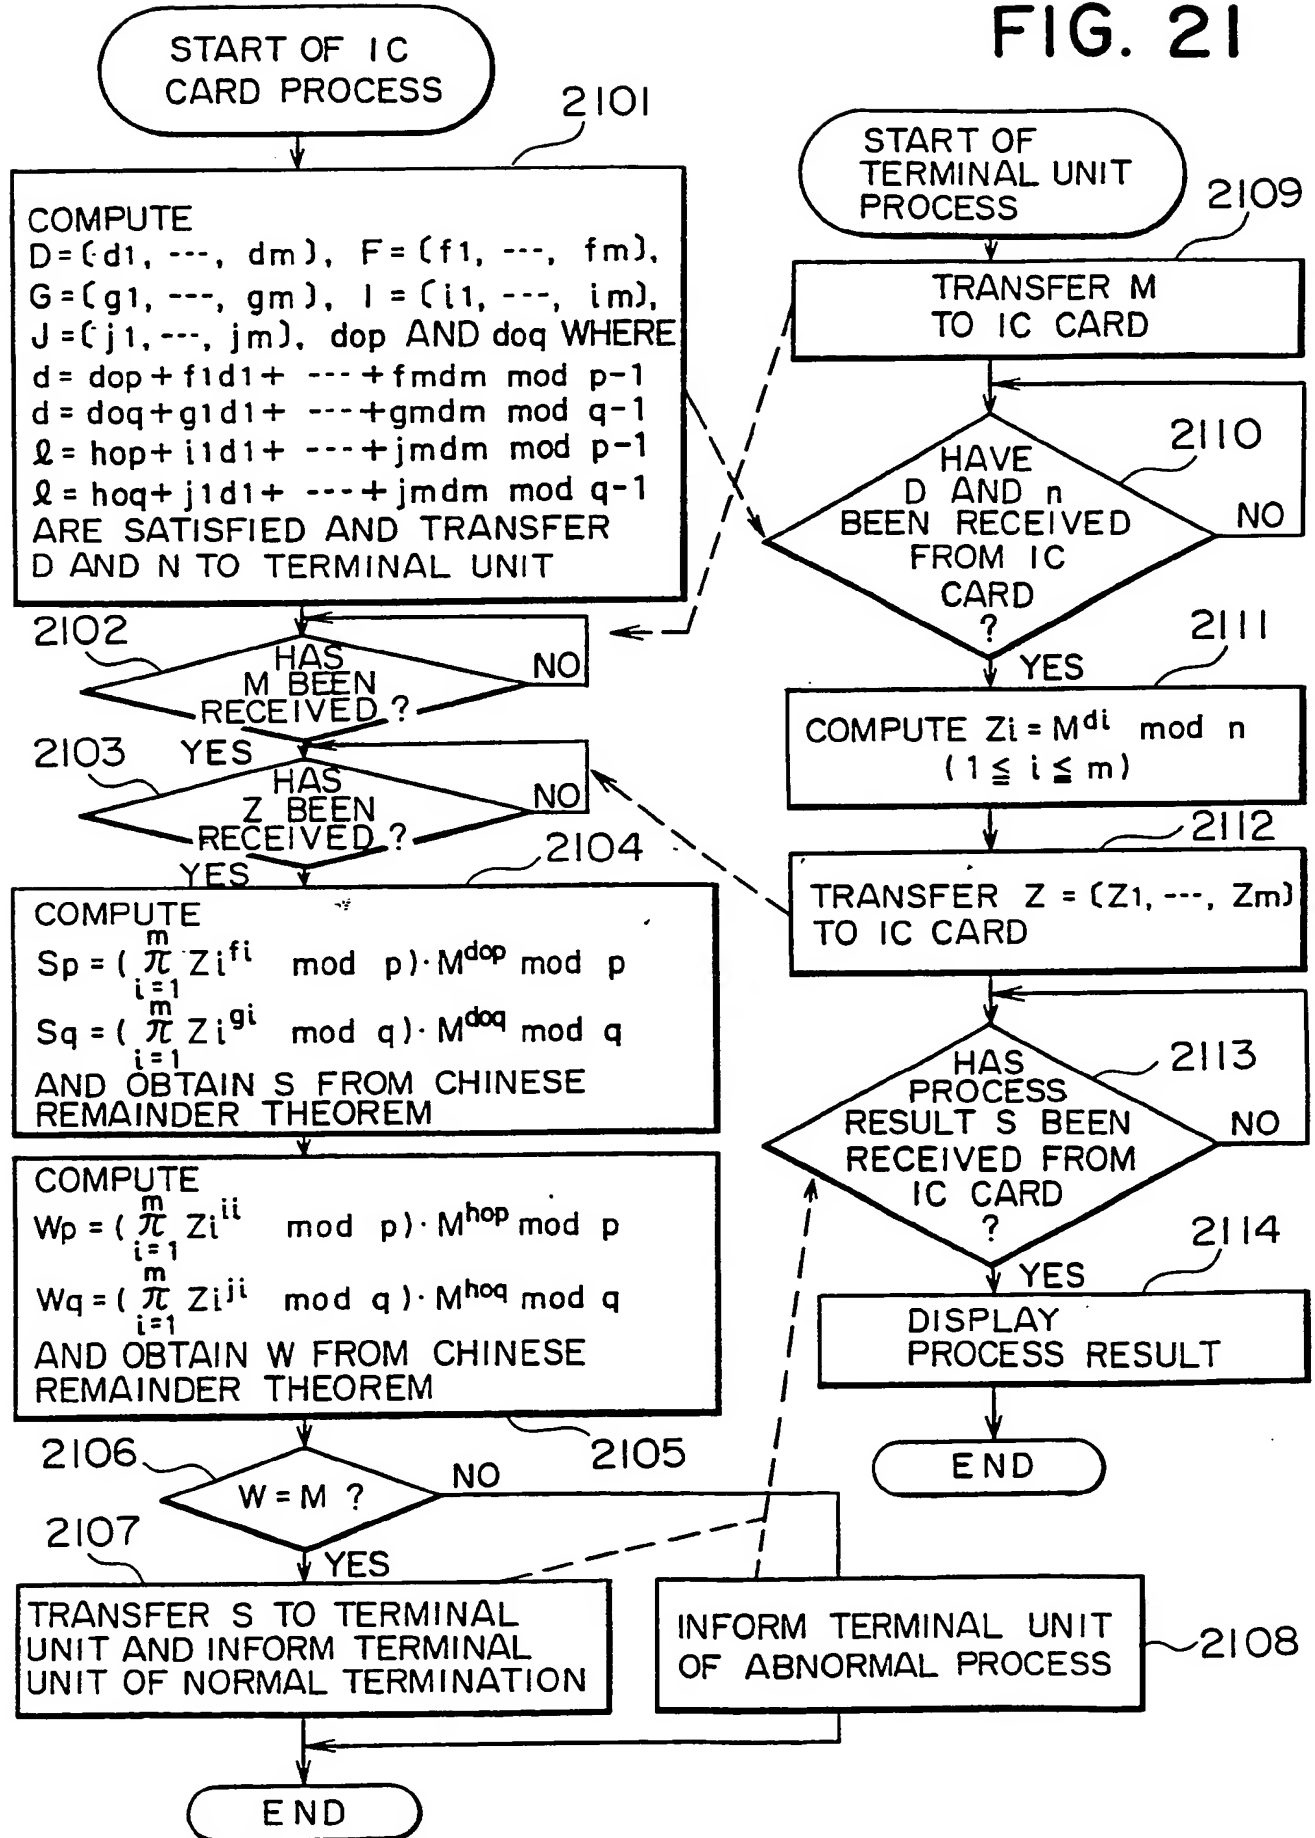 FIG. 21
START OF IC
CARD PROCESS
2101
COMPUTE
D=(d1, ---, dm), F=(f1, ---, fm),
G=(g1, ---, gm), I=(i1, ---, im),
J=(j1, ---, jm), dop AND doq WHERE
d=dop+f1d1+ ---+fmdm mod p-1
d=doq+g1d1+ ---+gmdm mod q-1
ℓ=hop+i1d1+ ---+jmdm mod p-1
ℓ=hoq+j1d1+ ---+jmdm mod q-1
ARE SATISFIED AND TRANSFER
D AND N TO TERMINAL UNIT
2102
HAS
M BEEN
RECEIVED ?
NO
YES
2103
HAS
Z BEEN
RECEIVED ?
NO
YES
2104
COMPUTE
Sp=( m π i=1 Zi^fi mod p)·M^dop mod p
Sq=( m π i=1 Zi^gi mod q)·M^doq mod q
AND OBTAIN S FROM CHINESE
REMAINDER THEOREM
COMPUTE
Wp=( m π i=1 Zi^ii mod p)·M^hop mod p
Wq=( m π i=1 Zi^ji mod q)·M^hoq mod q
AND OBTAIN W FROM CHINESE
REMAINDER THEOREM
2105
2106
W=M ?
NO
YES
2107
TRANSFER S TO TERMINAL
UNIT AND INFORM TERMINAL
UNIT OF NORMAL TERMINATION
INFORM TERMINAL UNIT
OF ABNORMAL PROCESS
2108
END
START OF
TERMINAL UNIT
PROCESS
2109
TRANSFER M
TO IC CARD
2110
HAVE
D AND n
BEEN RECEIVED
FROM IC
CARD
?
NO
YES
2111
COMPUTE Zi=M^di mod n
(1≦i≦m)
2112
TRANSFER Z=(Z1, ---, Zm)
TO IC CARD
2113
HAS
PROCESS
RESULT S BEEN
RECEIVED FROM
IC CARD
?
NO
YES
2114
DISPLAY
PROCESS RESULT
END